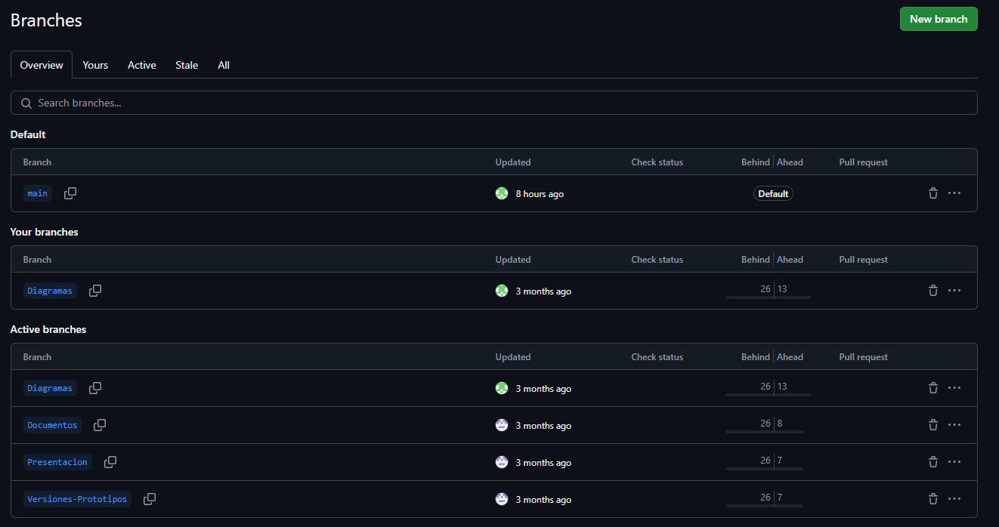 Branches
New branch
Overview Yours Active Stale All
Search branches...
Default
Branch Updated Check status Behind Ahead Pull request
main 8 hours ago Default
Your branches
Branch Updated Check status Behind Ahead Pull request
Diagramas 3 months ago 26 13
Active branches
Branch Updated Check status Behind Ahead Pull request
Diagramas 3 months ago 26 13
Documentos 3 months ago 26 8
Presentacion 3 months ago 26 7
Versiones-Prototipos 3 months ago 26 7